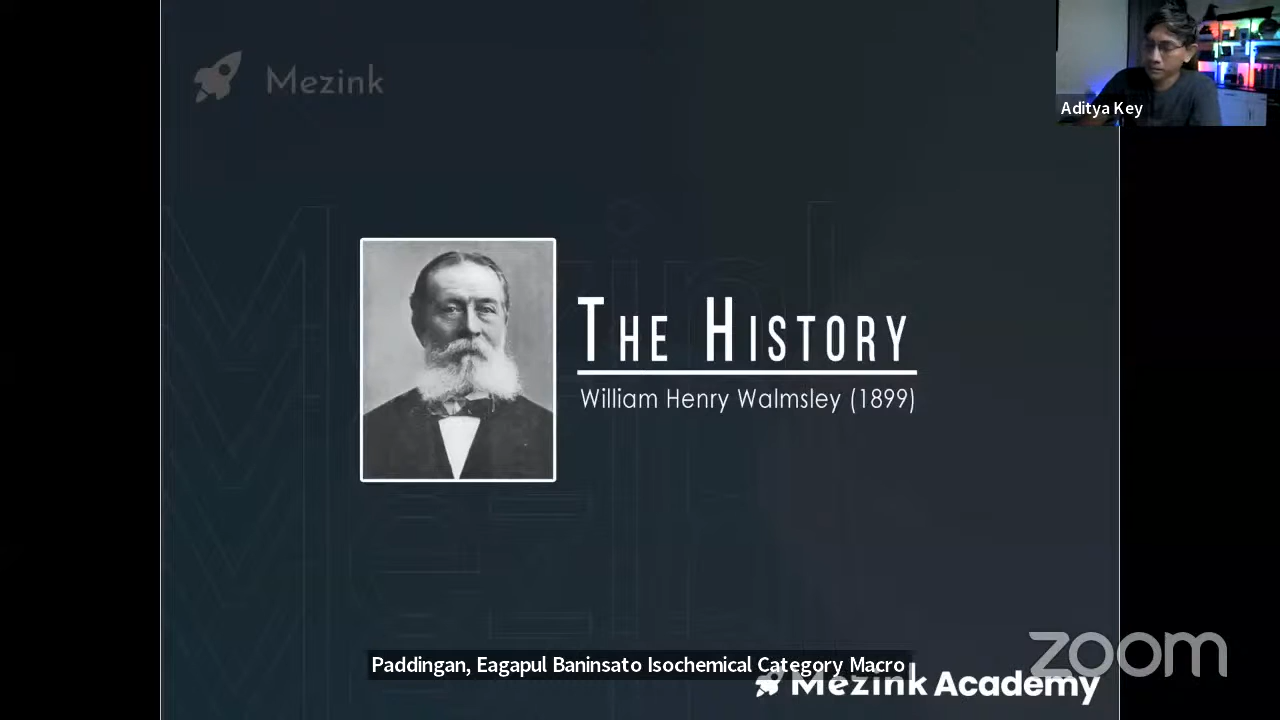 Mezink
Aditya Key
THE HISTORY
William Henry Walmsley (1899)
Paddingan, Eagapul Baninsato Isochemical Category Macro
Mezink Academy
zoom